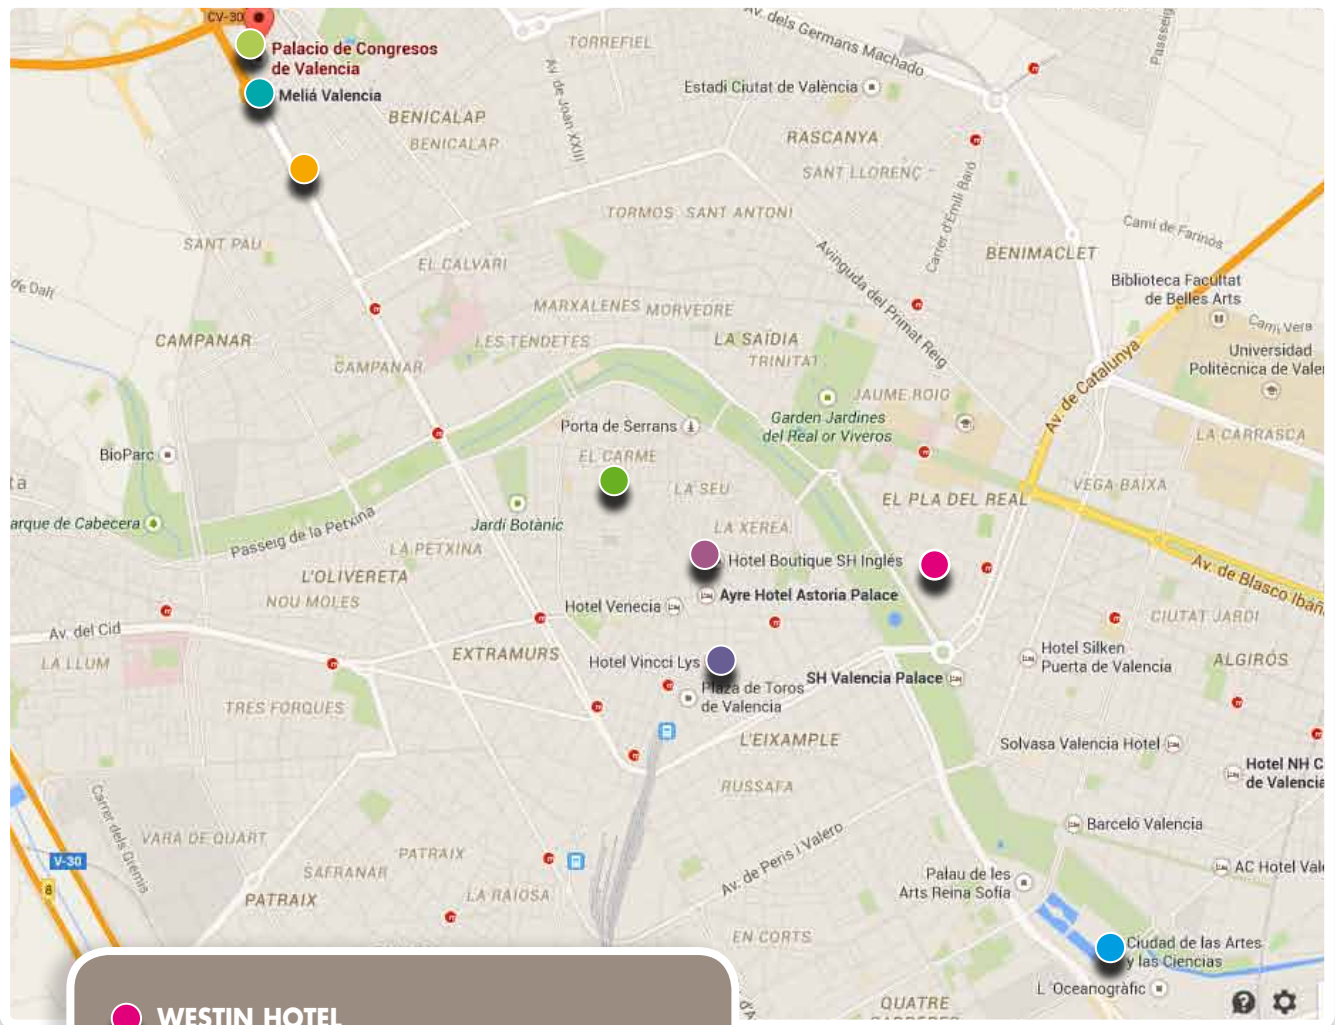 CV-30
Palacio de Congresos
de Valencia
Meliá Valencia
TORREFIEL
Av. dels Germans Machado
Passeig
Av de Joan XXIII
Estadi Ciutat de València
BENICALAP
BENICALAP
RASCANYA
SANT LLORENÇ
Carrer d'Emili Baró
TORMOS
SANT ANTONI
SANT PAU
EL CALVARI
Avinguda del Primat Reig
BENIMACLET
Camí de Farinós
Biblioteca Facultat
de Belles Arts
de Dalt
MARXALENES
MORVEDRE
Camí Vera
CAMPANAR
LES TENDETES
LA SAÏDIA
TRINITAT
Universidad
Politécnica de Vale
CAMPANAR
JAUME ROIG
Av. de Catalunya
Garden Jardines
del Real or Viveros
Porta de Serrans
LA CARRASCA
BioParc
EL CARME
ta
LA SEU
EL PLA DEL REAL
VEGA BAIXA
arque de Cabecera
Passeig de la Petxina
Jardí Botànic
LA XEREA
LA PETXINA
Hotel Boutique SH Inglés
Av. de Blasco Ibáñ
L'OLIVERETA
NOU MOLES
Hotel Venecia
Ayre Hotel Astoria Palace
CIUTAT JARDI
Av. del Cid
EXTRAMURS
Hotel Silken
Puerta de Valencia
ALGIRÓS
LA LLUM
Hotel Vincci Lys
SH Valencia Palace
Plaza de Toros
de Valencia
TRES FORQUES
L'EIXAMPLE
Solvasa Valencia Hotel
Hotel NH C
de Valencia
RUSSAFA
Carrer dels Gremis
Barceló Valencia
VARA DE QUART
Av. de Peris i Valero
V-30
PATRAIX
AC Hotel Vale
SAFRANAR
Palau de les
Arts Reina Sofía
8
PATRAIX
LA RAIOSA
EN CORTS
Ciudad de las Artes
y las Ciencias
L´Oceanogràfic
QUATRE
WESTIN HOTEL